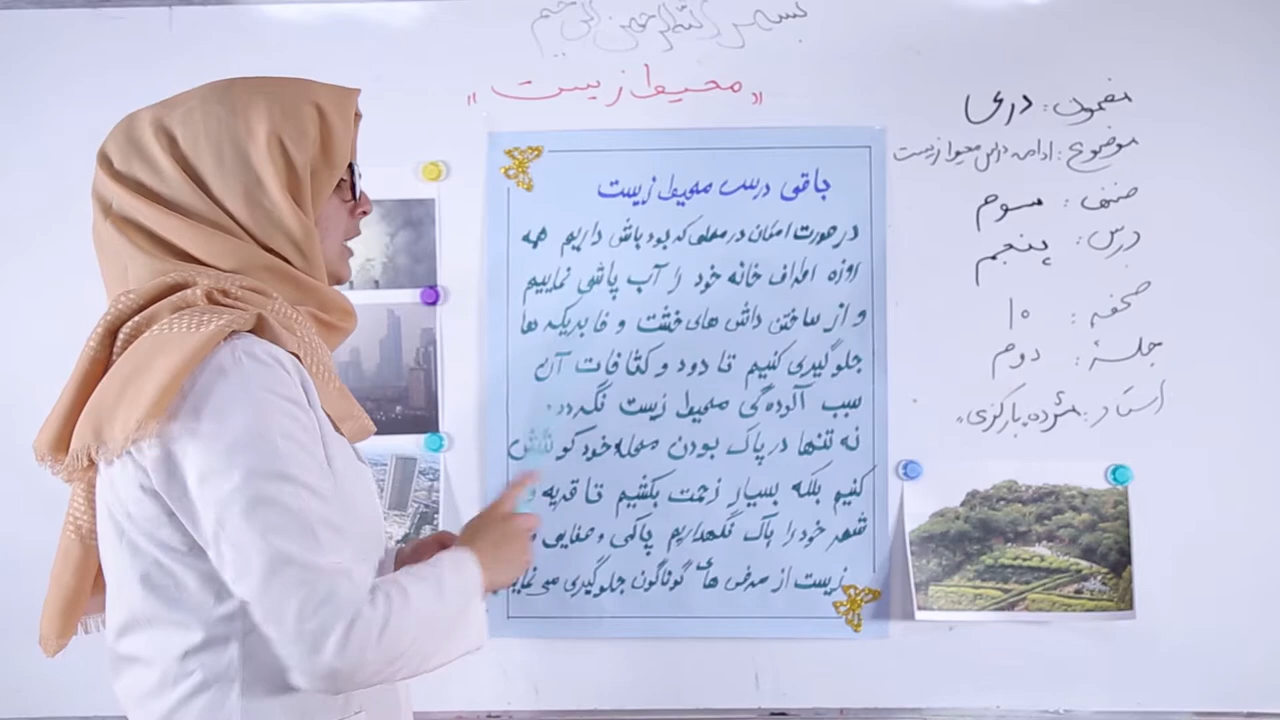 بسم الله الرحمن الرحیم
"محیط زیست"
مضمون: دری
موضوع: ادامه درس محیط زیست
صنف: سوم
درس: پنجم
صحفه: ۱۰
جلسۀ: دوم
استاد: مژده بارکزی
باقی درس محیط زیست
در صورت امکان در محلی که بود باش داریم همه
روزه اطراف خانه خود را آب پاشی نماییم
و از ساختن داش های خشت و فابریکه ها
جلوگیری کنیم تا دود و کثافات آن
سبب آلوده گی محیط زیست نگردد.
نه تنها در پاک بودن محله خود کوشش
کنیم بلکه بسیار زحمت بکشیم تا قریه و
شهر خود را پاک نگهداریم پاکی و صفایی
زیست از مرض های گوناگون جلوگیری می نماید